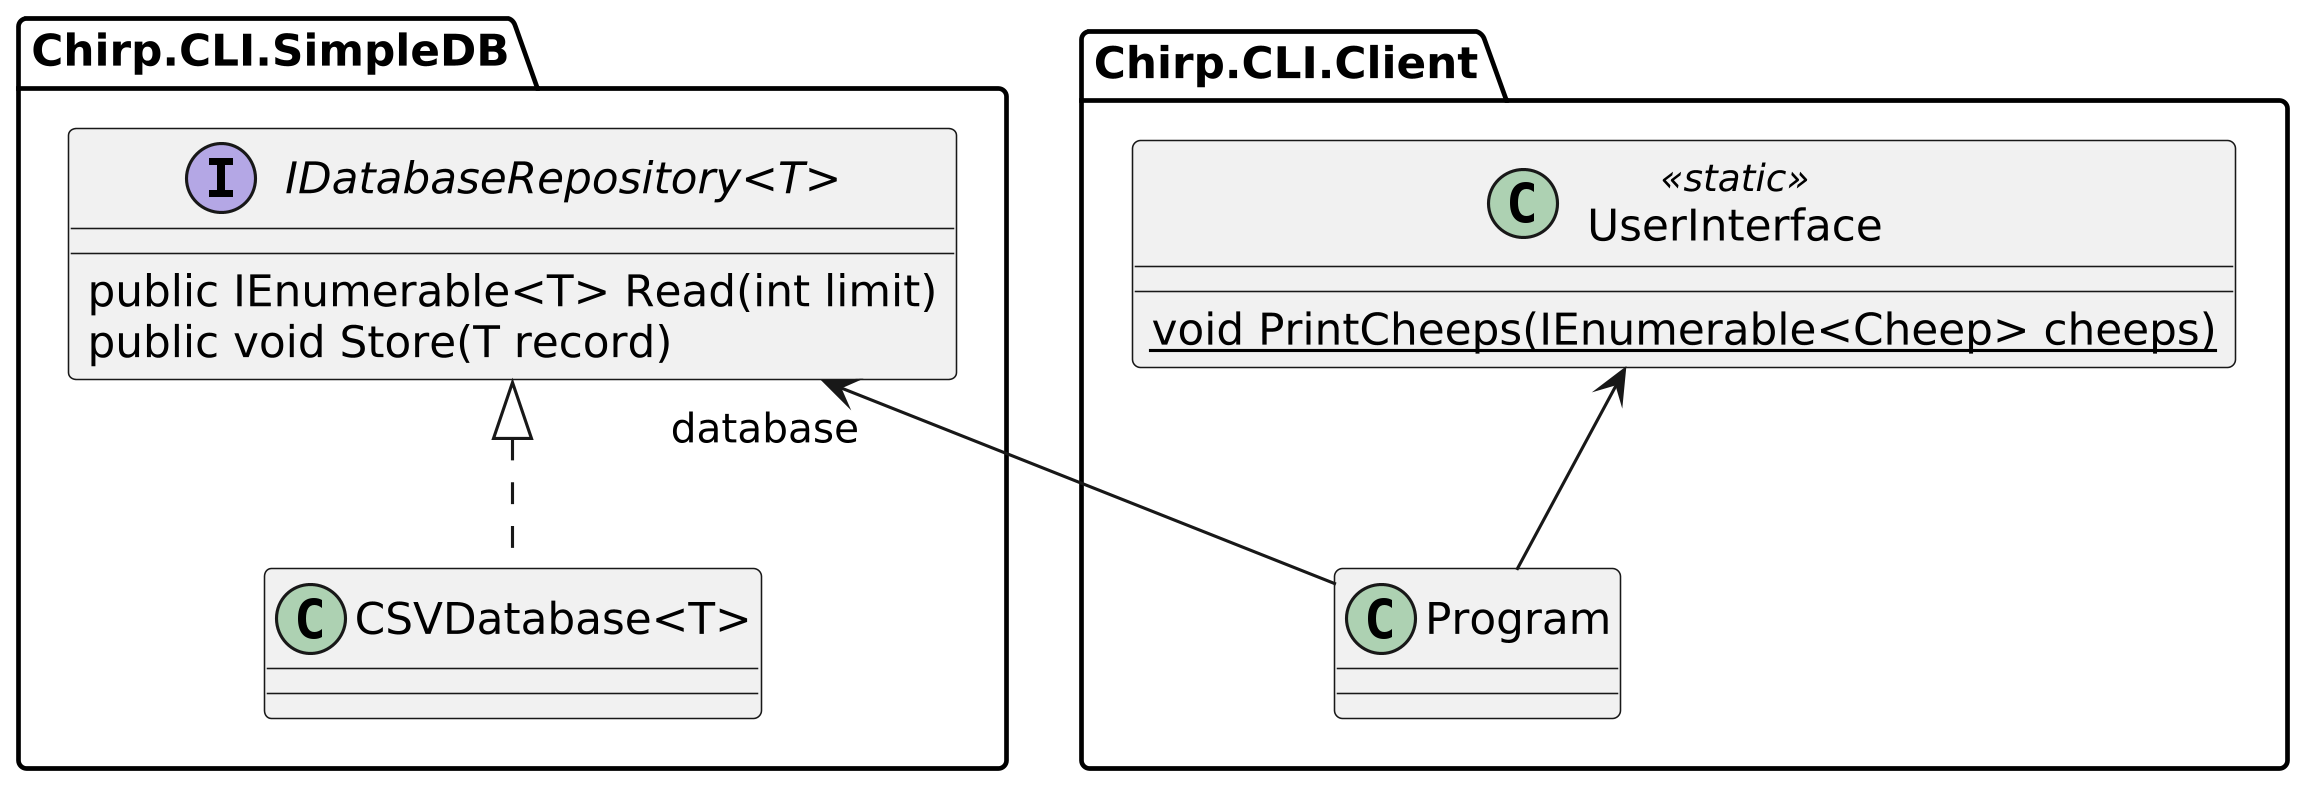 Chirp.CLI.SimpleDB
I IDatabaseRepository<T>
public IEnumerable<T> Read(int limit)
public void Store(T record)
database
C CSVDatabase<T>
Chirp.CLI.Client
«static»
C UserInterface
void PrintCheeps(IEnumerable<Cheep> cheeps)
C Program